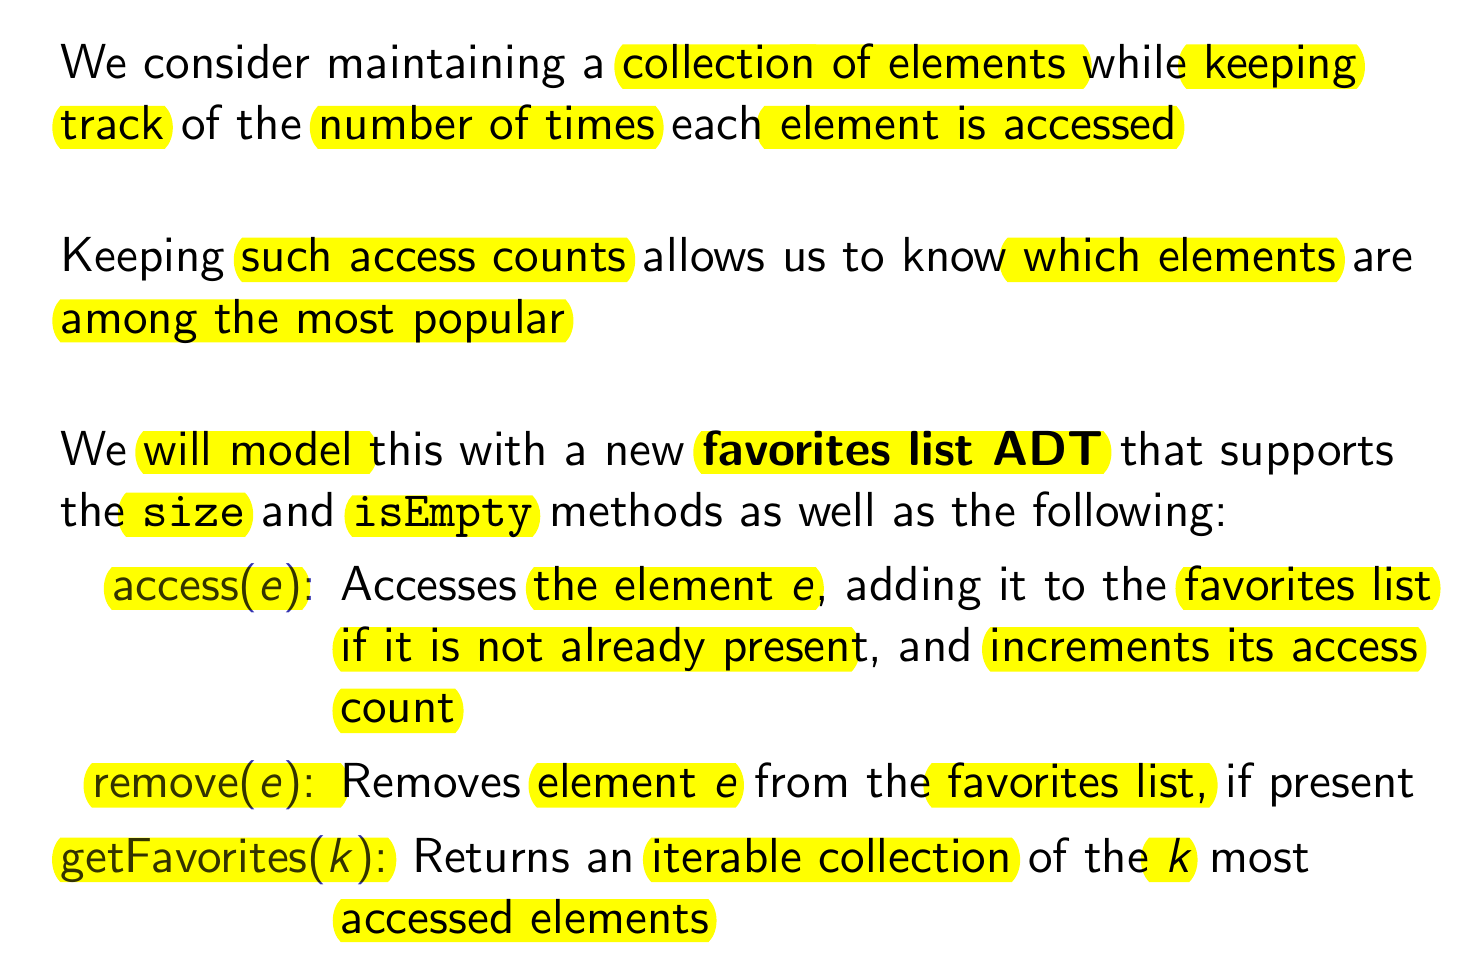 We consider maintaining a collection of elements while keeping
track of the number of times each element is accessed
Keeping such access counts allows us to know which elements are
among the most popular
We will model this with a new favorites list ADT that supports
the size and isEmpty methods as well as the following:
access(e): Accesses the element e, adding it to the favorites list
if it is not already present, and increments its access
count
remove(e): Removes element e from the favorites list, if present
getFavorites(k): Returns an iterable collection of the k most
accessed elements